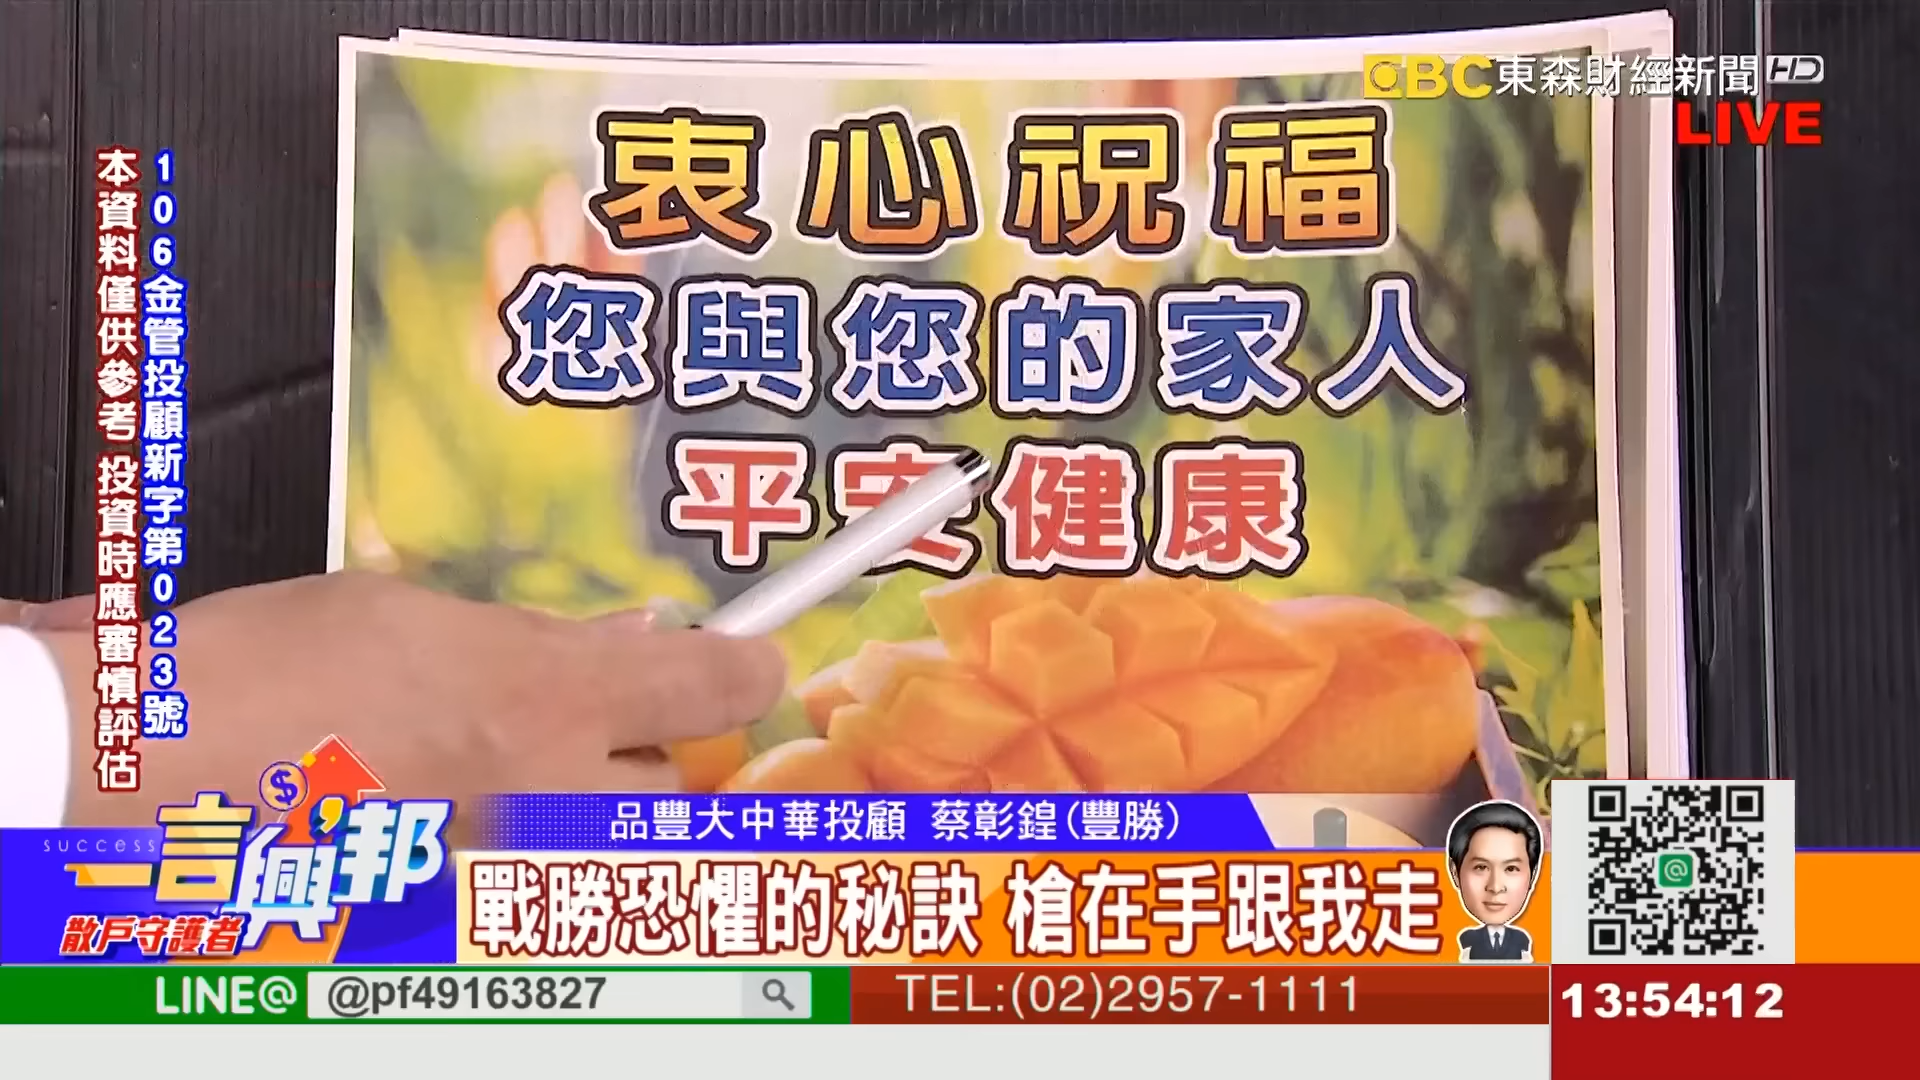 EBC東森財經新聞HD
LIVE
衷心祝福
您與您的家人
平安健康
106金管投顧新字第023號
本資料僅供參考 投資時應審慎評估
success
一言興邦
散戶守護者
品豐大中華投顧 蔡彰鍠(豐勝)
戰勝恐懼的秘訣 槍在手跟我走
LINE@ @pf49163827
TEL:(02)2957-1111
13:54:12